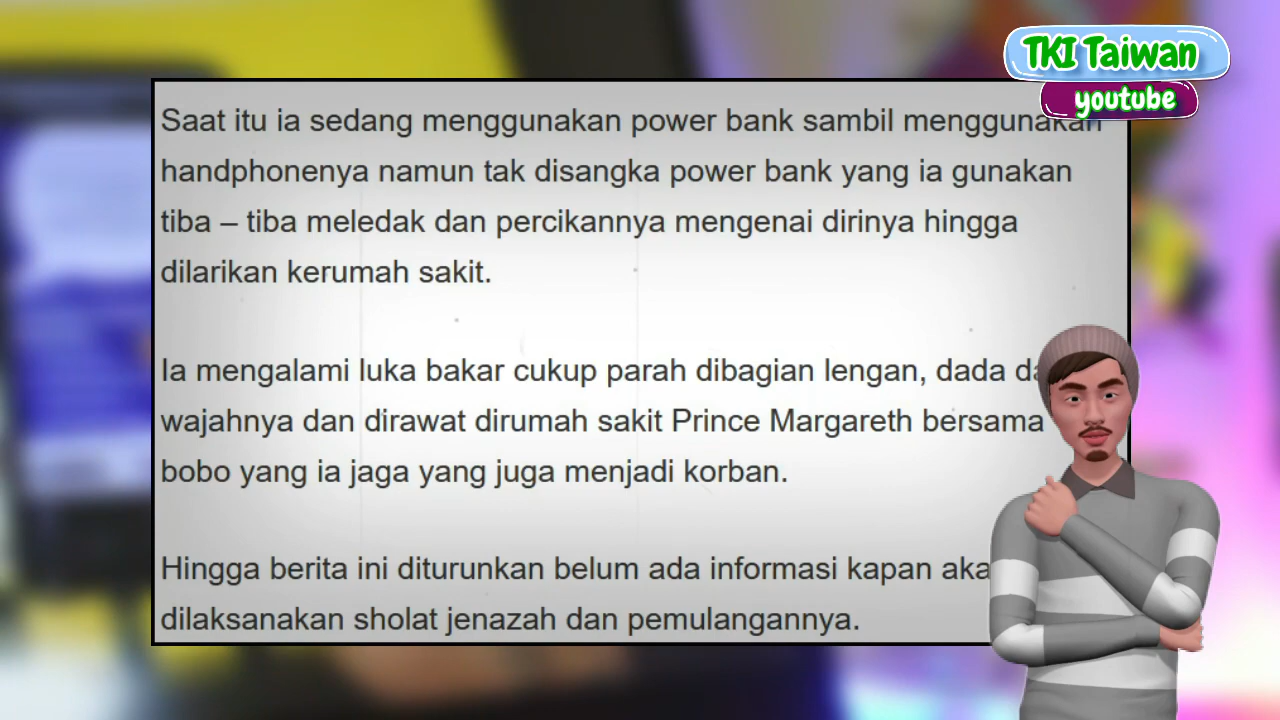 TKI Taiwan
youtube
Saat itu ia sedang menggunakan power bank sambil menggunakan
handphonenya namun tak disangka power bank yang ia gunakan
tiba – tiba meledak dan percikannya mengenai dirinya hingga
dilarikan kerumah sakit.
Ia mengalami luka bakar cukup parah dibagian lengan, dada
wajahnya dan dirawat dirumah sakit Prince Margareth bersama
bobo yang ia jaga yang juga menjadi korban.
Hingga berita ini diturunkan belum ada informasi kapan
dilaksanakan sholat jenazah dan pemulangannya.